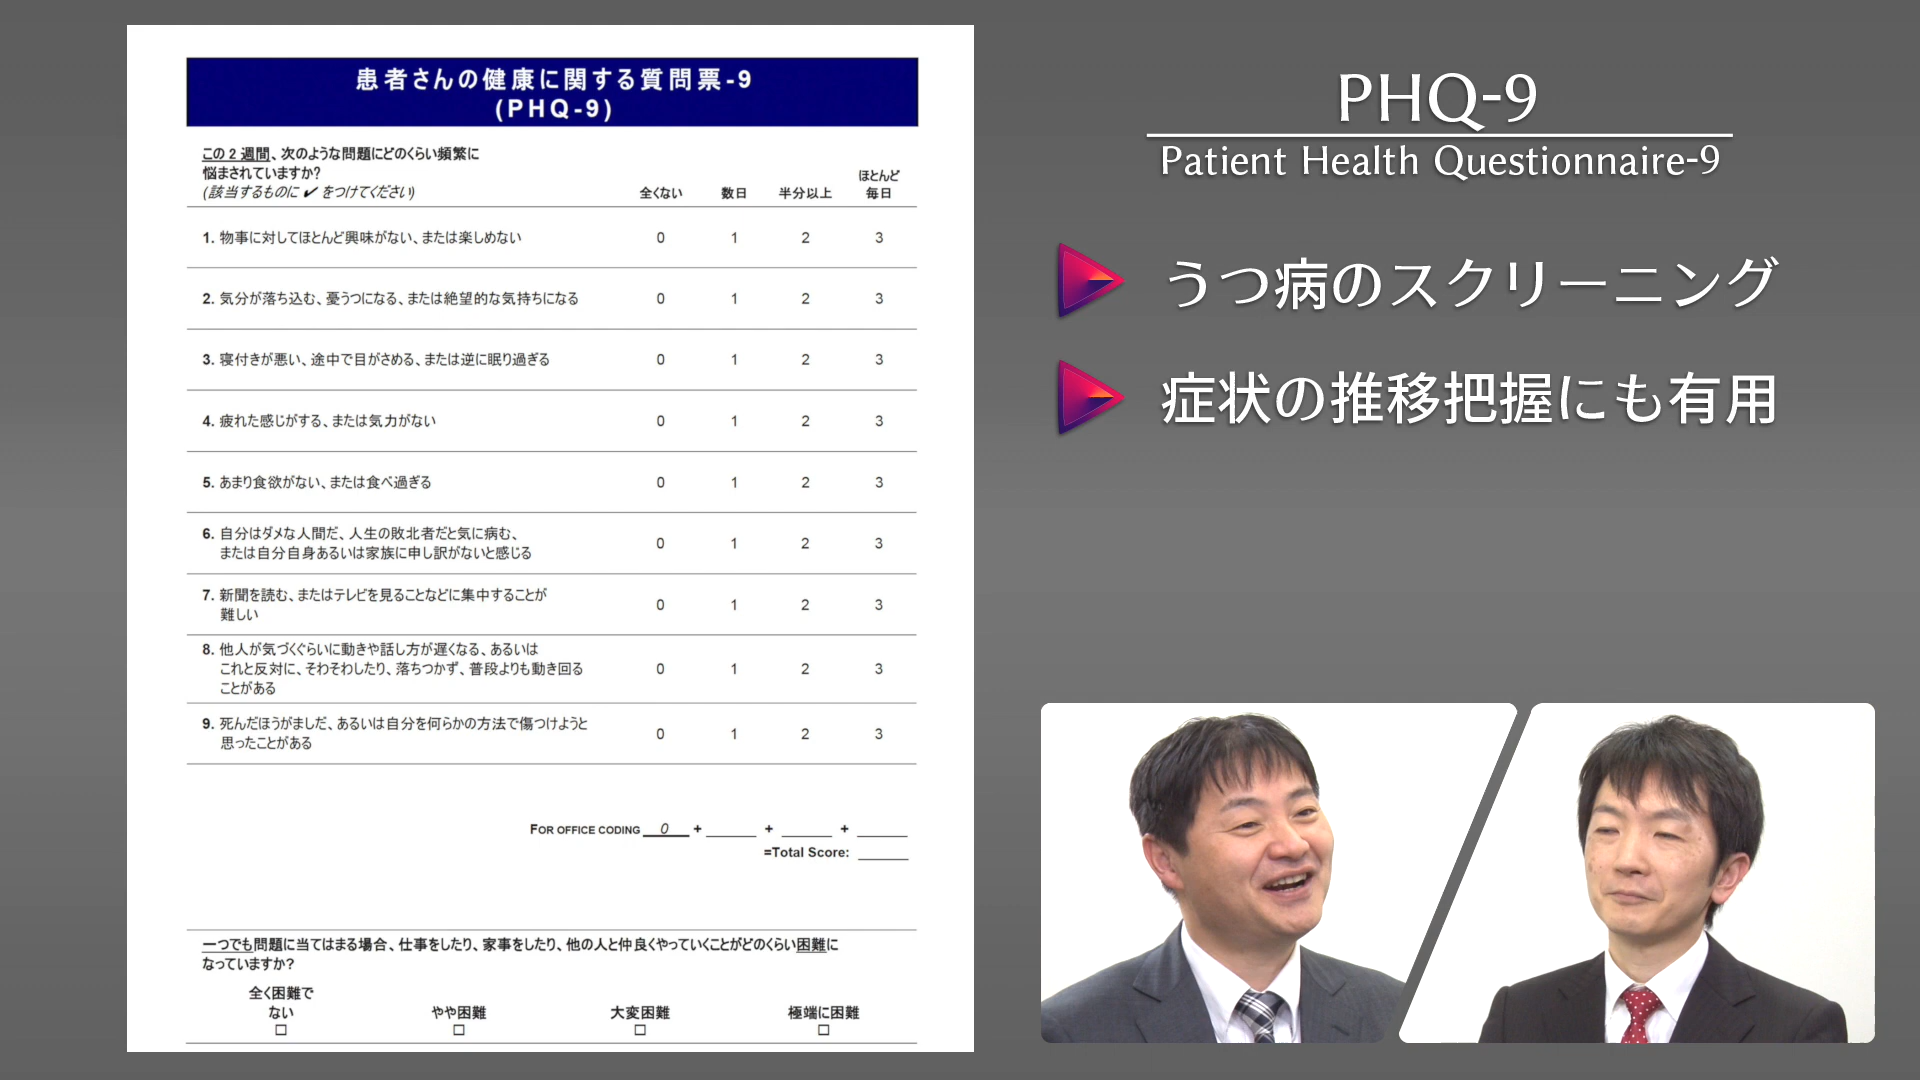 患者さんの健康に関する質問票-9
(PHQ-9)
この2週間、次のような問題にどのくらい頻繁に
悩まされていますか?
(該当するものに✔をつけてください)
全くない 数日 半分以上 ほとんど
毎日
1. 物事に対してほとんど興味がない、または楽しめない 0 1 2 3
2. 気分が落ち込む、憂うつになる、または絶望的な気持ちになる 0 1 2 3
3. 寝付きが悪い、途中で目がさめる、または逆に眠り過ぎる 0 1 2 3
4. 疲れた感じがする、または気力がない 0 1 2 3
5. あまり食欲がない、または食べ過ぎる 0 1 2 3
6. 自分はダメな人間だ、人生の敗北者だと気に病む、
または自分自身あるいは家族に申し訳がないと感じる 0 1 2 3
7. 新聞を読む、またはテレビを見ることなどに集中することが
難しい 0 1 2 3
8. 他人が気づくぐらいに動きや話し方が遅くなる、あるいは
これと反対に、そわそわしたり、落ちつかず、普段よりも動き回る 0 1 2 3
ことがある
9. 死んだほうがましだ、あるいは自分を何らかの方法で傷つけようと
思ったことがある 0 1 2 3
FOR OFFICE CODING 0 + + +
=Total Score:
一つでも問題に当てはまる場合、仕事をしたり、家事をしたり、他の人と仲良くやっていくことがどのくらい困難に
なっていますか?
全く困難で
ない やや困難 大変困難 極端に困難
□ □ □ □
PHQ-9
Patient Health Questionnaire-9
うつ病のスクリーニング
症状の推移把握にも有用